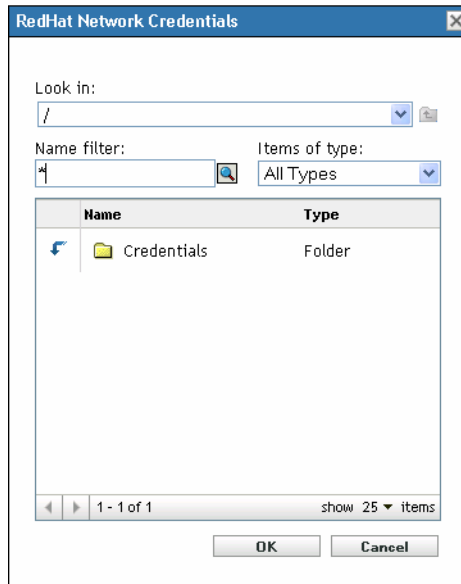 RedHat Network Credentials
Look in:
/
Name filter: Items of type:
* All Types
Name Type
Credentials Folder
1 - 1 of 1 show 25 items
OK Cancel